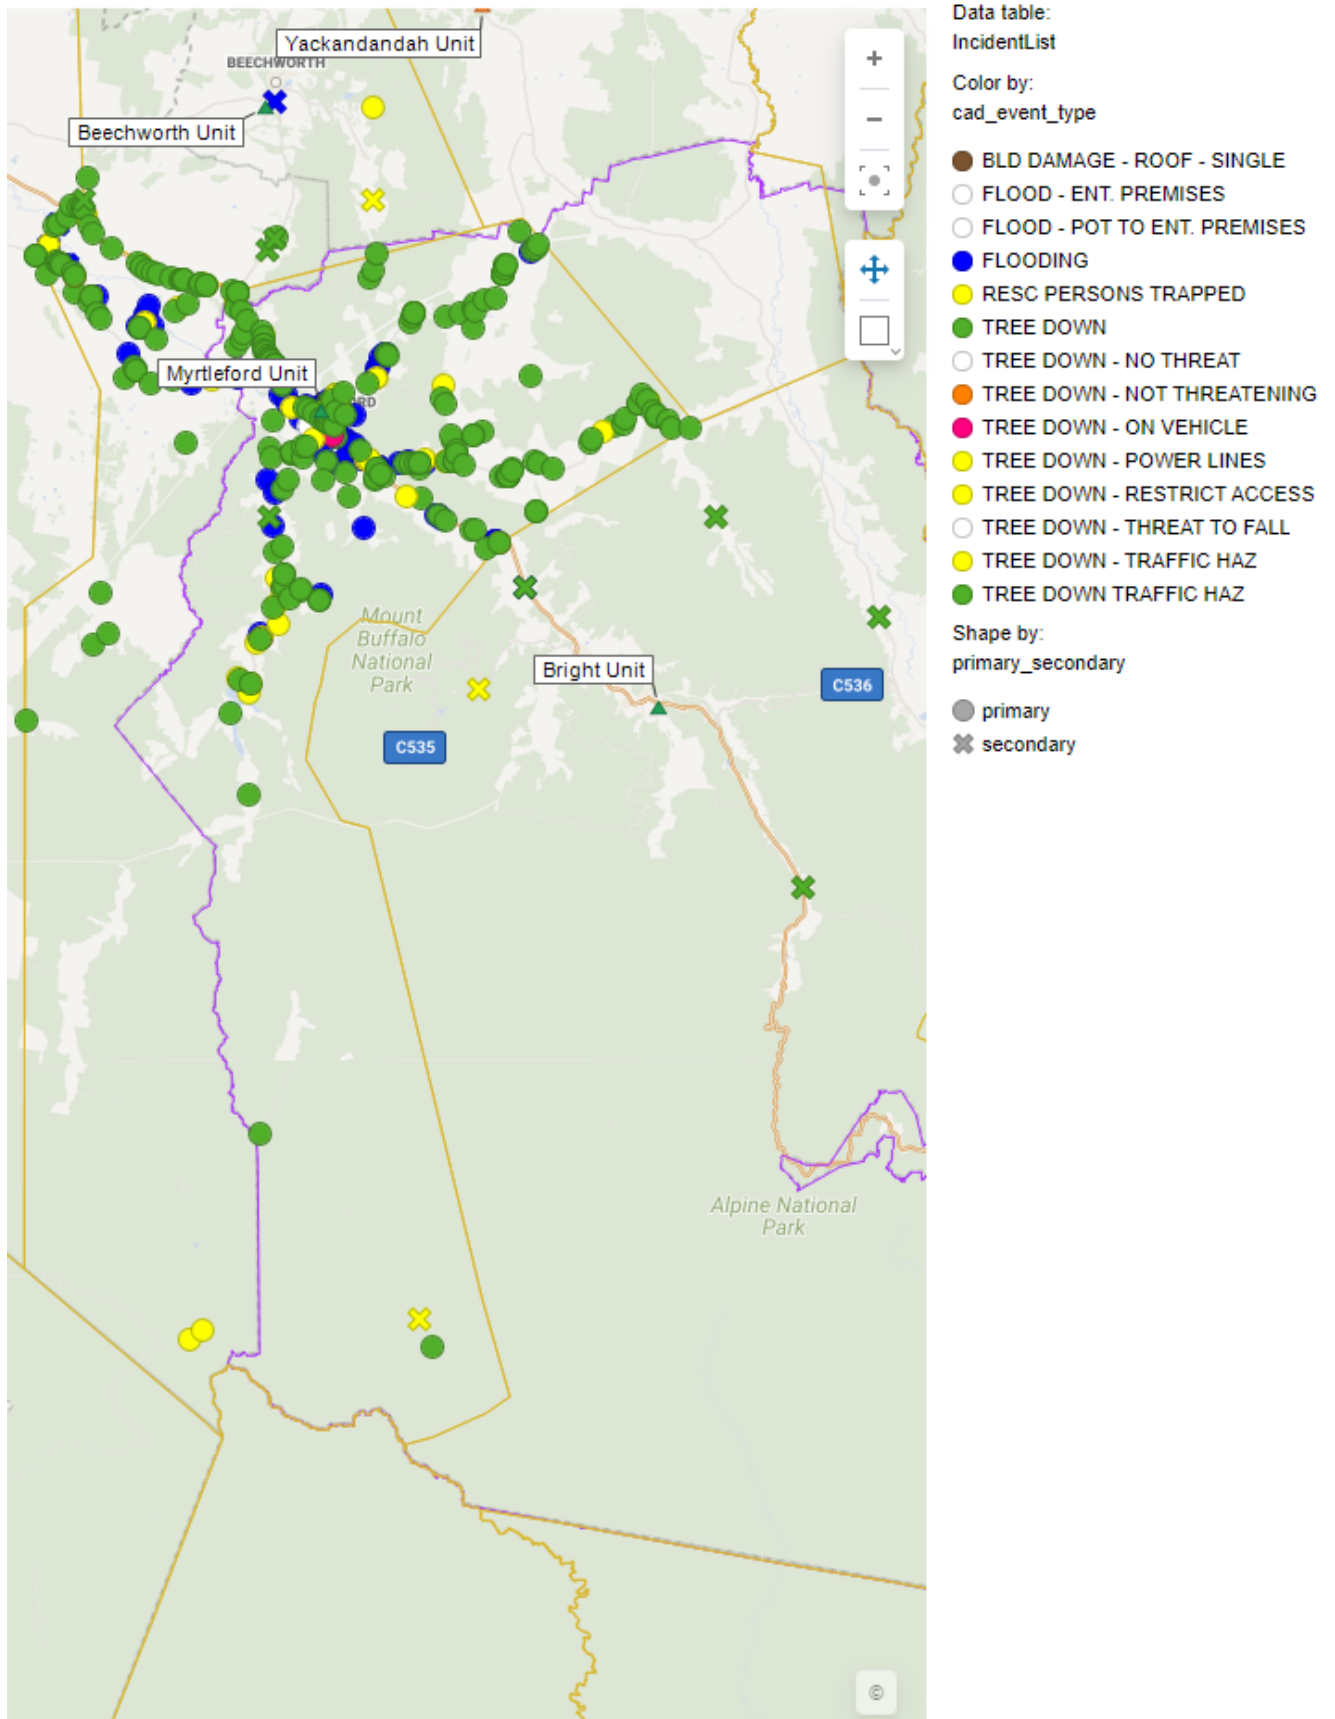 Yackandandah Unit
BEECHWORTH
Beechworth Unit
Myrtleford Unit
RD
Mount
Buffalo
National
Park
Bright Unit
C536
C535
Alpine National
Park
+
−
©
Data table:
IncidentList
Color by:
cad_event_type
BLD DAMAGE - ROOF - SINGLE
FLOOD - ENT. PREMISES
FLOOD - POT TO ENT. PREMISES
FLOODING
RESC PERSONS TRAPPED
TREE DOWN
TREE DOWN - NO THREAT
TREE DOWN - NOT THREATENING
TREE DOWN - ON VEHICLE
TREE DOWN - POWER LINES
TREE DOWN - RESTRICT ACCESS
TREE DOWN - THREAT TO FALL
TREE DOWN - TRAFFIC HAZ
TREE DOWN TRAFFIC HAZ
Shape by:
primary_secondary
primary
secondary